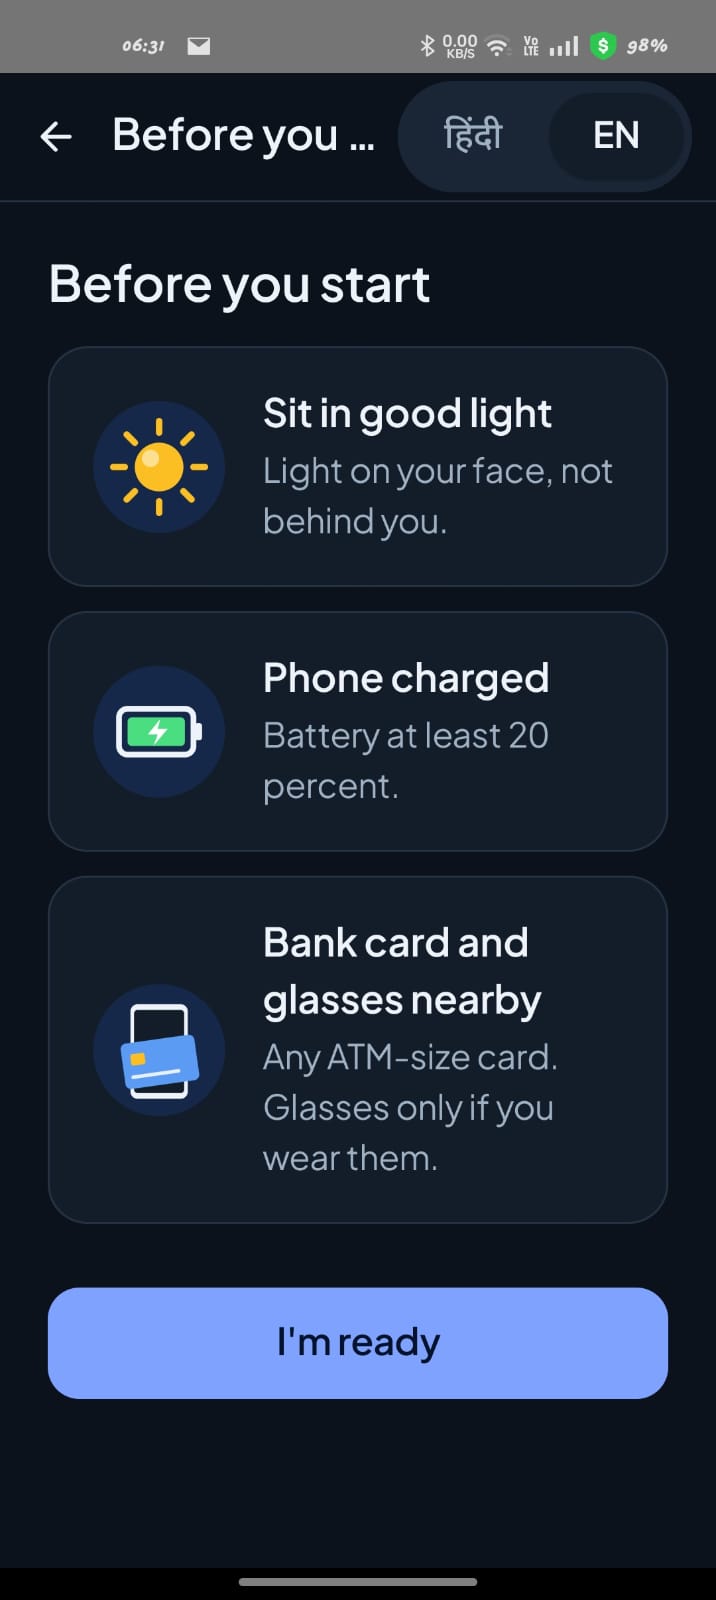 06:31 0.00 KB/S Vo LTE $ 98%
Before you ... हिंदी EN
Before you start
Sit in good light
Light on your face, not
behind you.
Phone charged
Battery at least 20
percent.
Bank card and
glasses nearby
Any ATM-size card.
Glasses only if you
wear them.
I'm ready